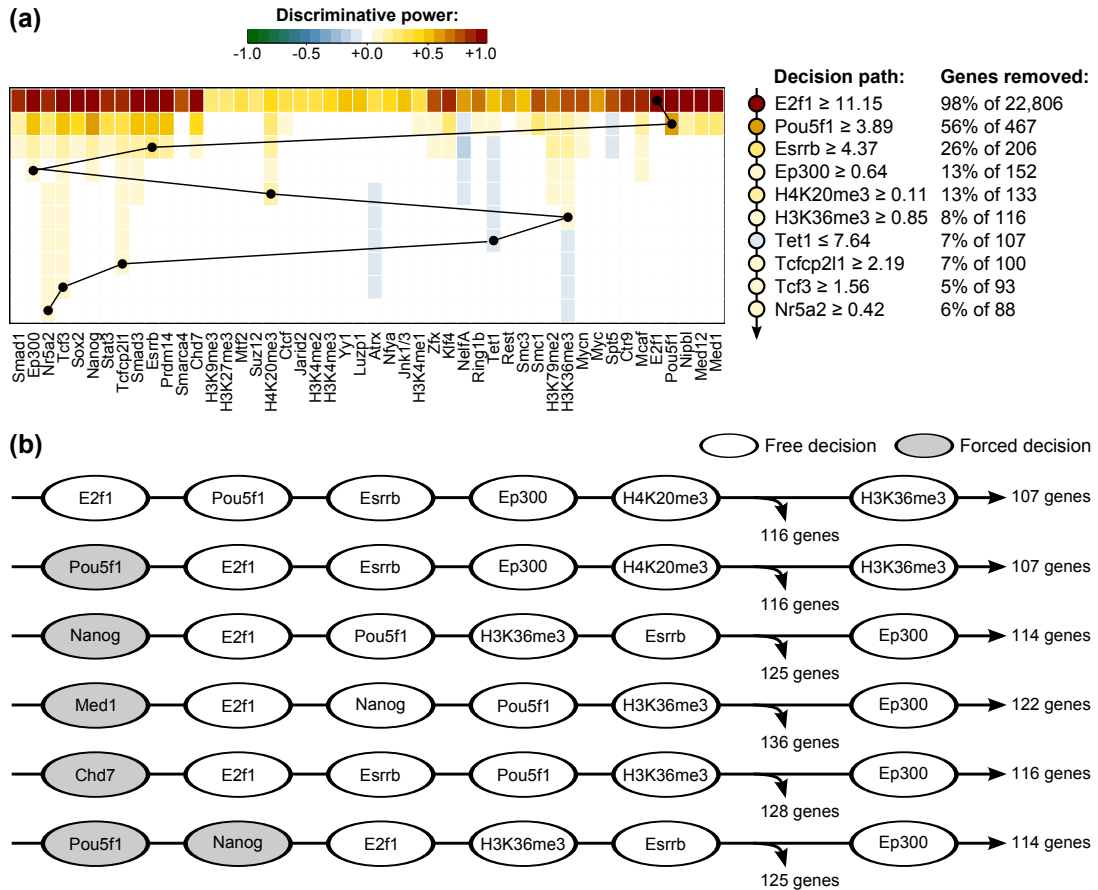 (a)
Discriminative power:
-1.0 -0.5 +0.0 +0.5 +1.0
Decision path: Genes removed:
E2f1 ≥ 11.15 98% of 22,806
Pou5f1 ≥ 3.89 56% of 467
Esrrb ≥ 4.37 26% of 206
Ep300 ≥ 0.64 13% of 152
H4K20me3 ≥ 0.11 13% of 133
H3K36me3 ≥ 0.85 8% of 116
Tet1 ≤ 7.64 7% of 107
Tcfcp2l1 ≥ 2.19 7% of 100
Tcf3 ≥ 1.56 5% of 93
Nr5a2 ≥ 0.42 6% of 88
Smad1
Ep300
Nr5a2
Tcf3
Sox2
Nanog
Stat3
Tcfcp2l1
Smad3
Esrrb
Prdm14
Smarca4
Chd7
H3K9me3
H3K27me3
Mtf2
Suz12
H4K20me3
Ctcf
Jarid2
H3K4me2
H3K4me3
Yy1
Luzp1
Atrx
Nfya
Jnk1/3
H3K4me1
Zfx
Klf4
NelfA
Ring1b
Tet1
Rest
Smc3
Smc1
H3K79me2
H3K36me3
Mycn
Myc
Spt5
Ctr9
Mcaf
E2f1
Pou5f1
Nipbl
Med12
Med1
(b)
Free decision Forced decision
E2f1 Pou5f1 Esrrb Ep300 H4K20me3 H3K36me3 107 genes
116 genes
Pou5f1 E2f1 Esrrb Ep300 H4K20me3 H3K36me3 107 genes
116 genes
Nanog E2f1 Pou5f1 H3K36me3 Esrrb Ep300 114 genes
125 genes
Med1 E2f1 Nanog Pou5f1 H3K36me3 Ep300 122 genes
136 genes
Chd7 E2f1 Esrrb Pou5f1 H3K36me3 Ep300 116 genes
128 genes
Pou5f1 Nanog E2f1 H3K36me3 Esrrb Ep300 114 genes
125 genes